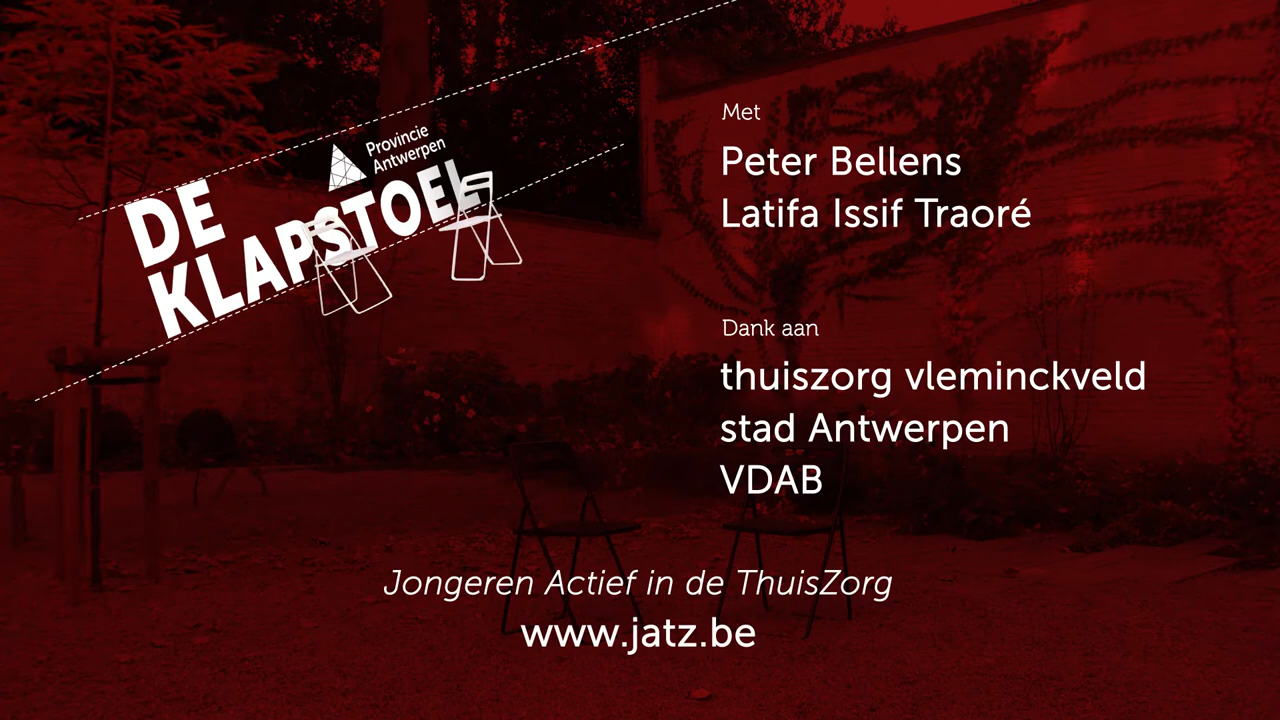 Provincie
Antwerpen
DE
KLAPSTOEL
Met
Peter Bellens
Latifa Issif Traoré
Dank aan
thuiszorg vleminckveld
stad Antwerpen
VDAB
Jongeren Actief in de ThuisZorg
www.jatz.be